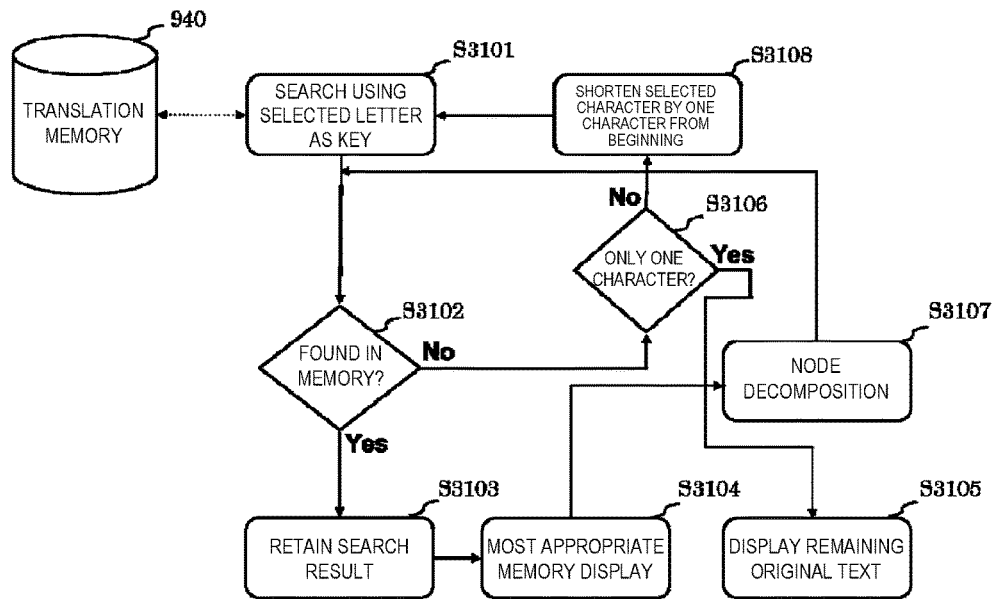 940
TRANSLATION
MEMORY
S3101
SEARCH USING
SELECTED LETTER
AS KEY
S3108
SHORTEN SELECTED
CHARACTER BY ONE
CHARACTER FROM
BEGINNING
No
S3106
ONLY ONE
CHARACTER?
Yes
S3102
FOUND IN
MEMORY?
No
Yes
S3107
NODE
DECOMPOSITION
S3103
RETAIN SEARCH
RESULT
S3104
MOST APPROPRIATE
MEMORY DISPLAY
S3105
DISPLAY REMAINING
ORIGINAL TEXT